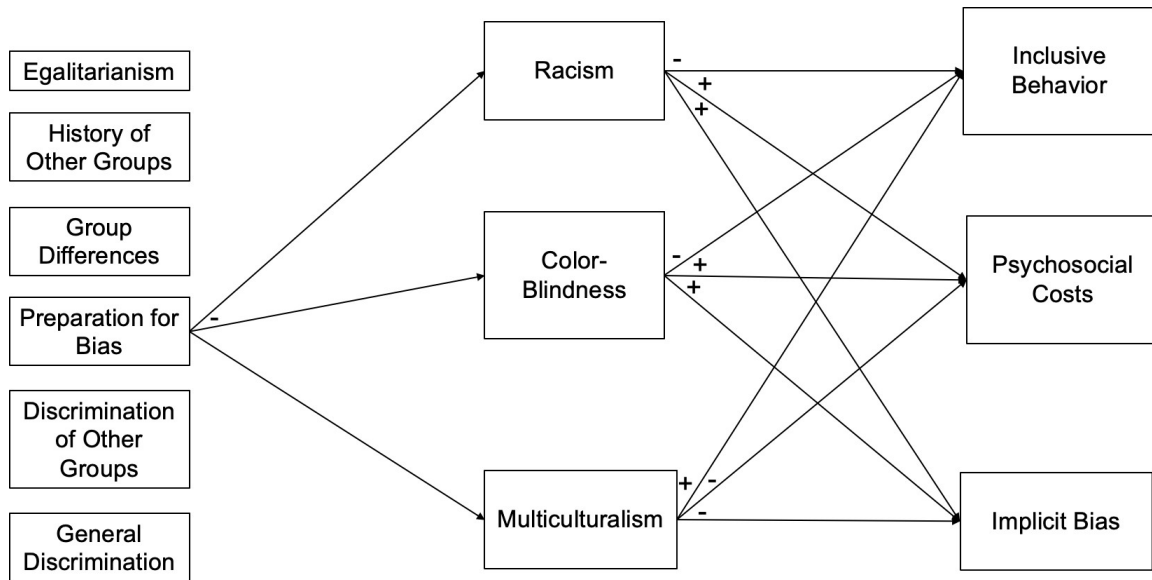 Egalitarianism
History of
Other Groups
Group
Differences
Preparation for
Bias
Discrimination
of Other
Groups
General
Discrimination
-
Racism
-
+
+
Color-
Blindness
-
+
+
Multiculturalism
+
-
-
Inclusive
Behavior
Psychosocial
Costs
Implicit Bias